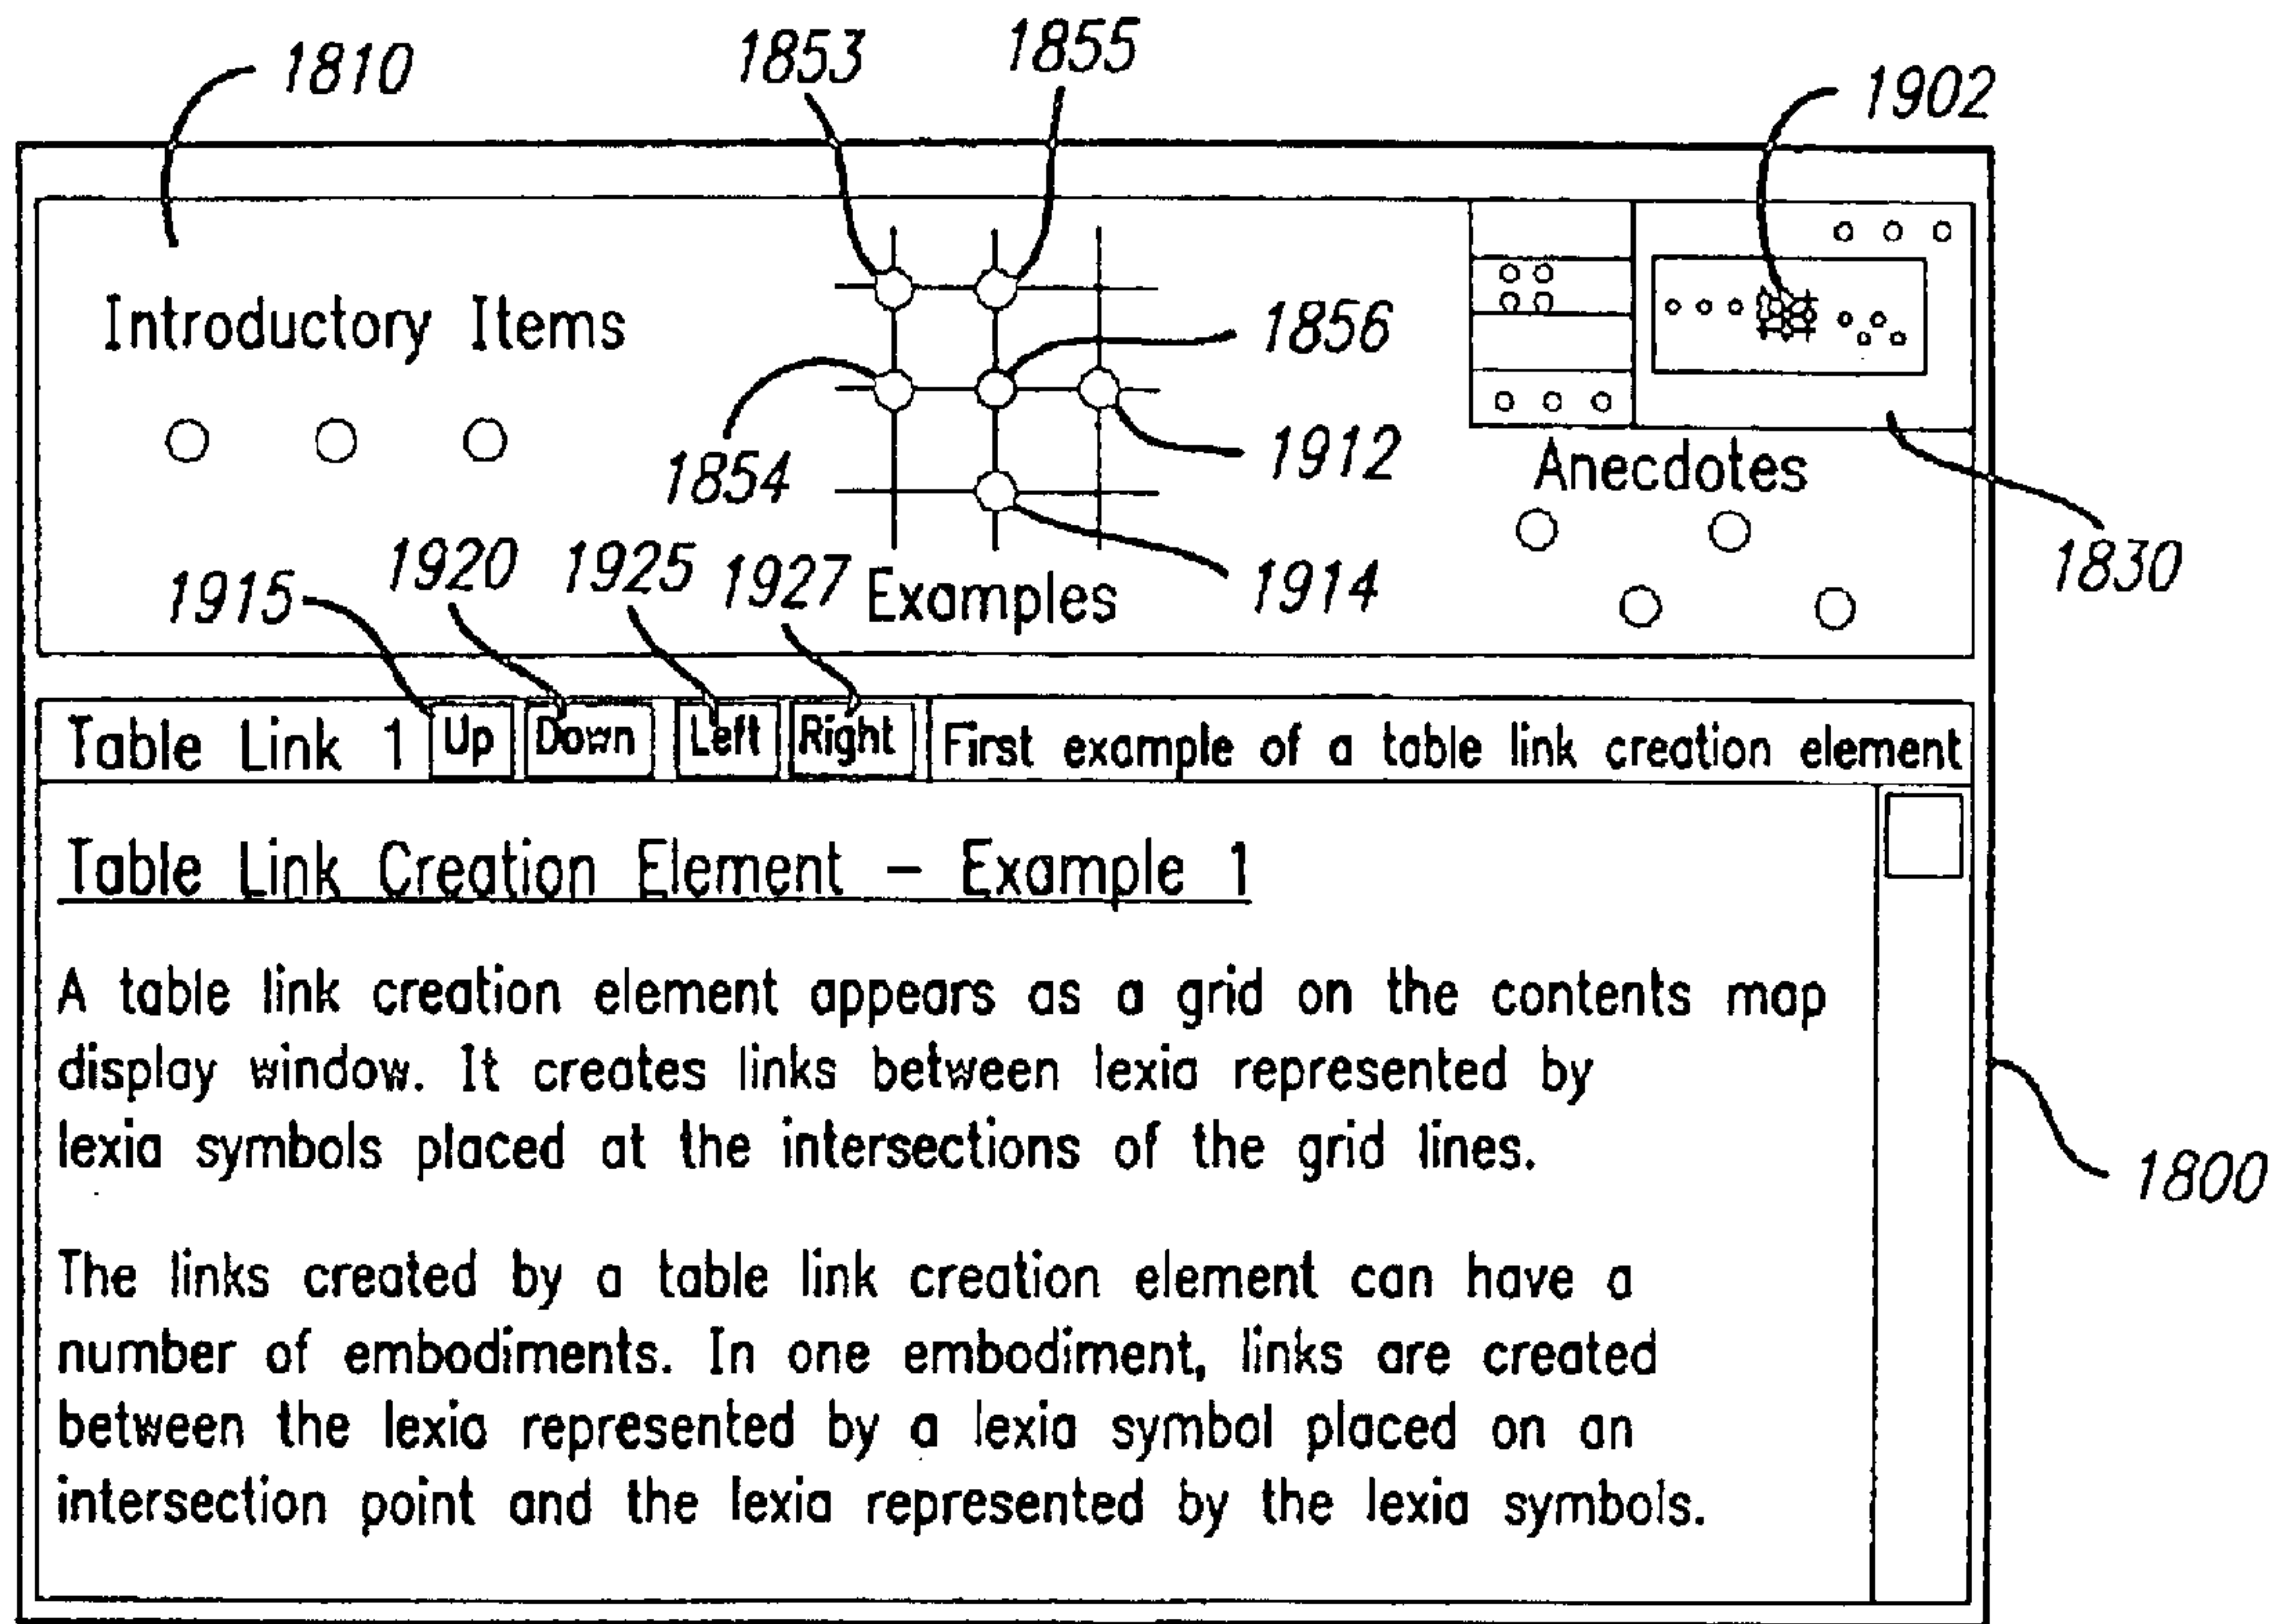 1810
1853
1855
1902
Introductory Items
1856
1854
1912
Anecdotes
1830
1915
1920
1925
1927
Examples
1914
Table Link 1 Up Down Left Right First example of a table link creation element
Table Link Creation Element – Example 1
A table link creation element appears as a grid on the contents map
display window. It creates links between lexia represented by
lexia symbols placed at the intersections of the grid lines.
1800
The links created by a table link creation element can have a
number of embodiments. In one embodiment, links are created
between the lexia represented by a lexia symbol placed on an
intersection point and the lexia represented by the lexia symbols.